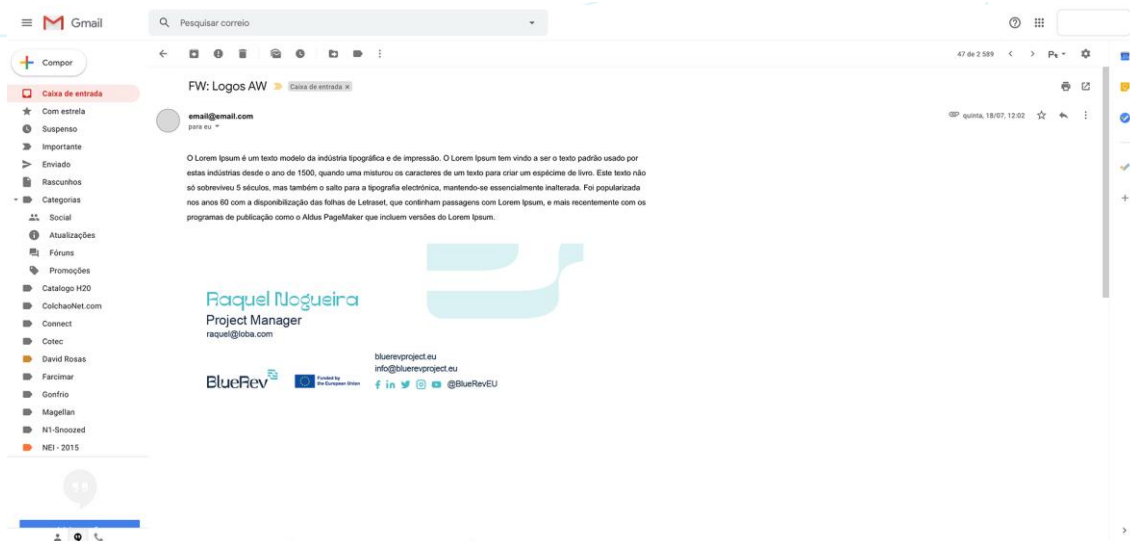 Gmail
Pesquisar correio
Compor
47 de 2 589
Caixa de entrada
Com estrela
Suspenso
Importante
Enviado
Rascunhos
Categorias
Social
Atualizações
Fóruns
Promoções
Catalogo H20
ColchaoNet.com
Connect
Cotec
David Rosas
Farcimar
Gonfrio
Magellan
N1-Snoozed
NEI - 2015
FW: Logos AW
Caixa de entrada x
email@email.com
quinta, 18/07, 12:02
para eu
O Lorem Ipsum é um texto modelo da indústria tipográfica e de impressão. O Lorem Ipsum tem vindo a ser o texto padrão usado por
estas indústrias desde o ano de 1500, quando uma misturou os caracteres de um texto para criar um espécime de livro. Este texto não
só sobreviveu 5 séculos, mas também o salto para a tipografia electrónica, mantendo-se essencialmente inalterada. Foi popularizada
nos anos 60 com a disponibilização das folhas de Letraset, que continham passagens com Lorem Ipsum, e mais recentemente com os
programas de publicação como o Aldus PageMaker que incluem versões do Lorem Ipsum.
Raquel Nogueira
Project Manager
raquel@loba.com
BlueRev
Funded by
the European Union
bluerevproject.eu
info@bluerevproject.eu
@BlueRevEU